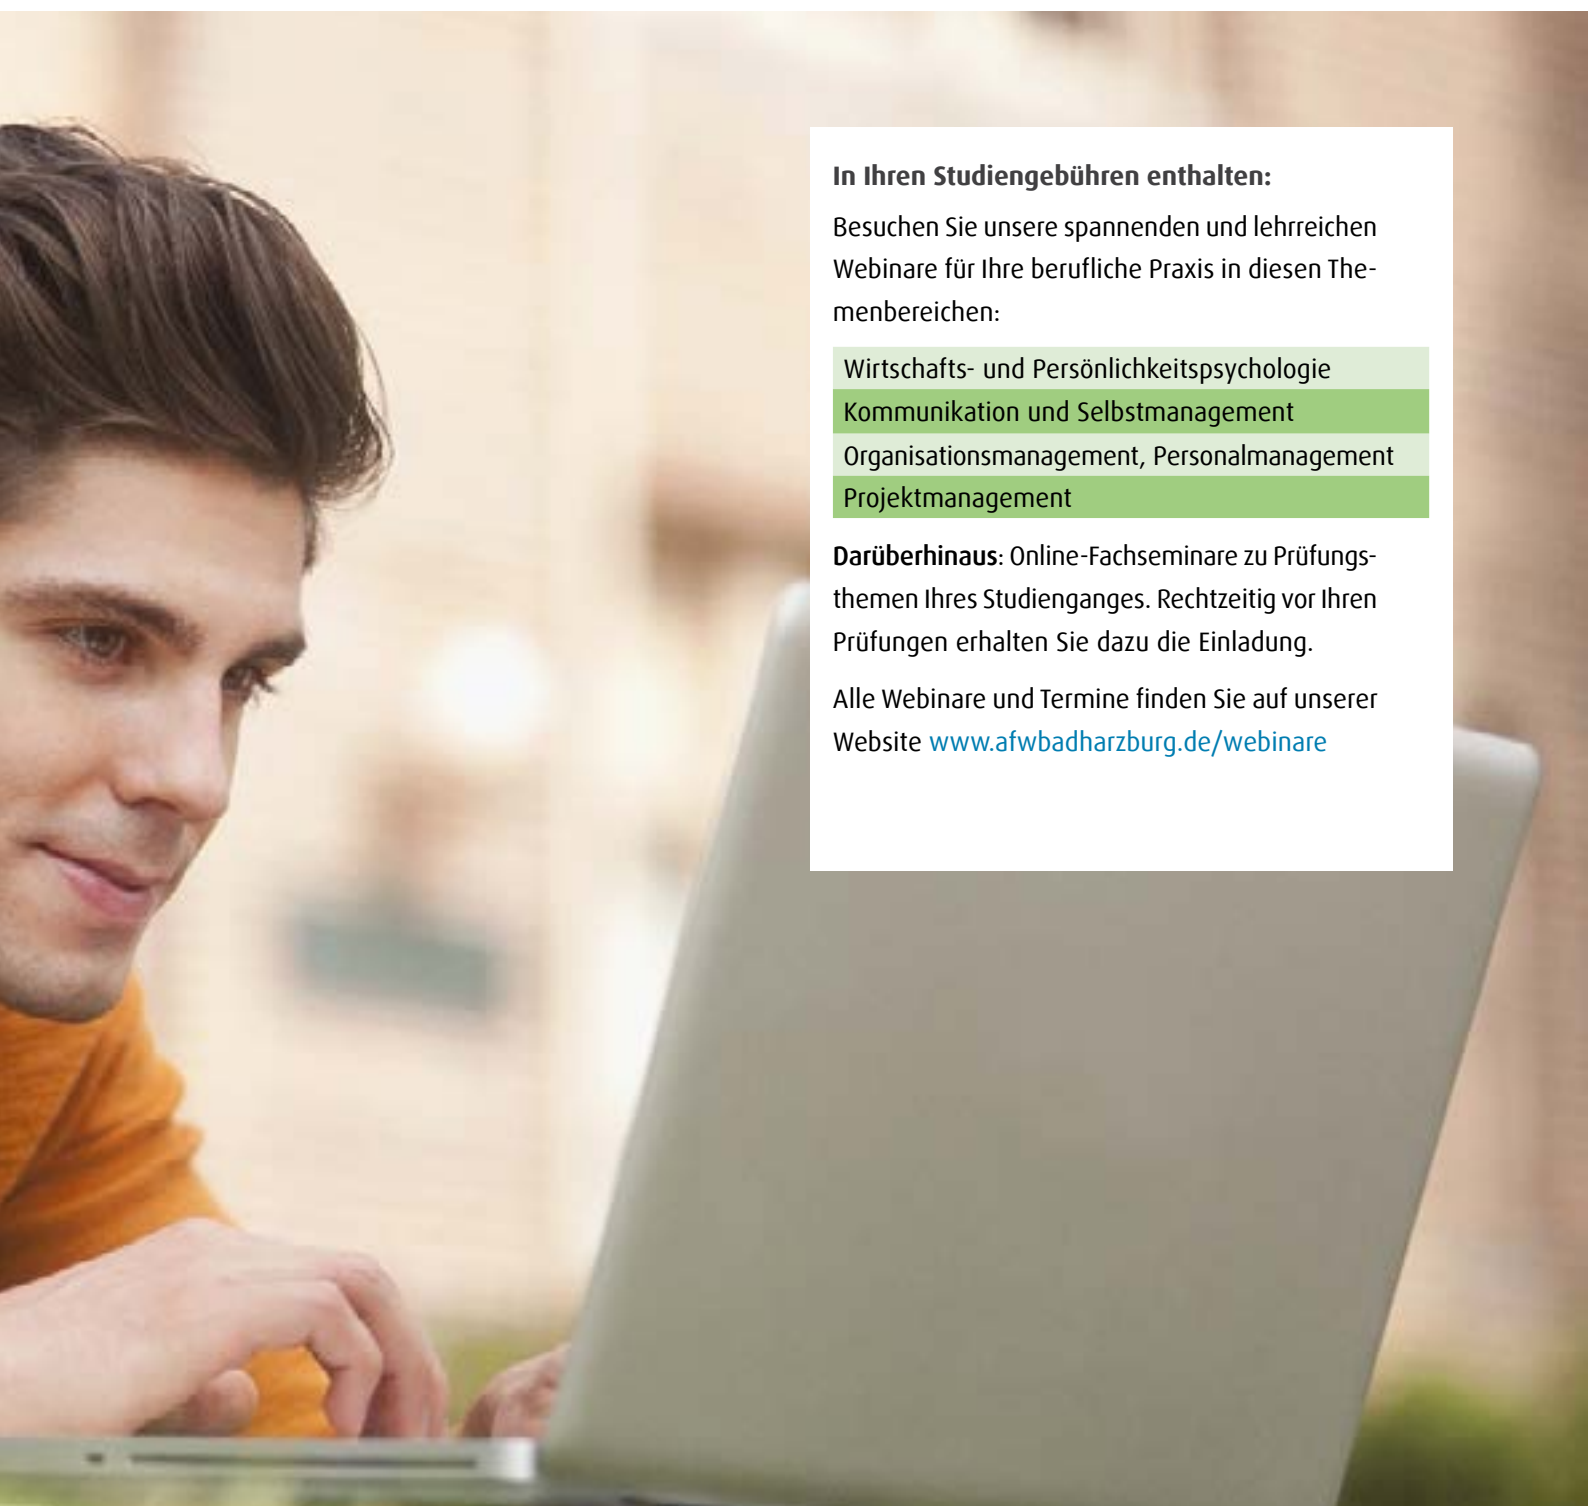 In Ihren Studiengebühren enthalten:
Besuchen Sie unsere spannenden und lehrreichen
Webinare für Ihre berufliche Praxis in diesen The-
menbereichen:
Wirtschafts- und Persönlichkeitspsychologie
Kommunikation und Selbstmanagement
Organisationsmanagement, Personalmanagement
Projektmanagement
Darüberhinaus: Online-Fachseminare zu Prüfungs-
themen Ihres Studienganges. Rechtzeitig vor Ihren
Prüfungen erhalten Sie dazu die Einladung.
Alle Webinare und Termine finden Sie auf unserer
Website www.afwbadharzburg.de/webinare